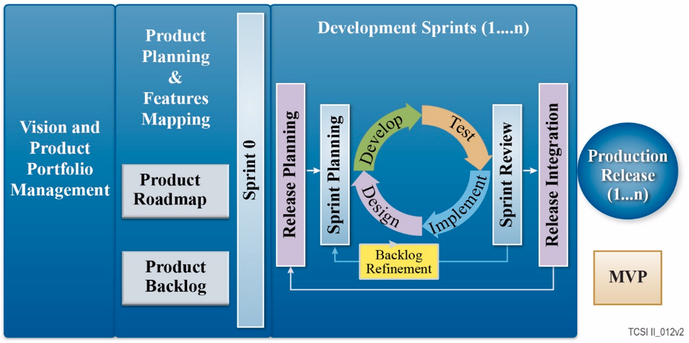 Vision and
Product
Portfolio
Management
Product
Planning
&
Features
Mapping
Product
Roadmap
Product
Backlog
Sprint 0
Development Sprints (1....n)
Release Planning
Sprint Planning
Develop
Test
Design
Implement
Backlog
Refinement
Sprint Review
Release Integration
Production
Release
(1...n)
MVP
TCSI II_012v2